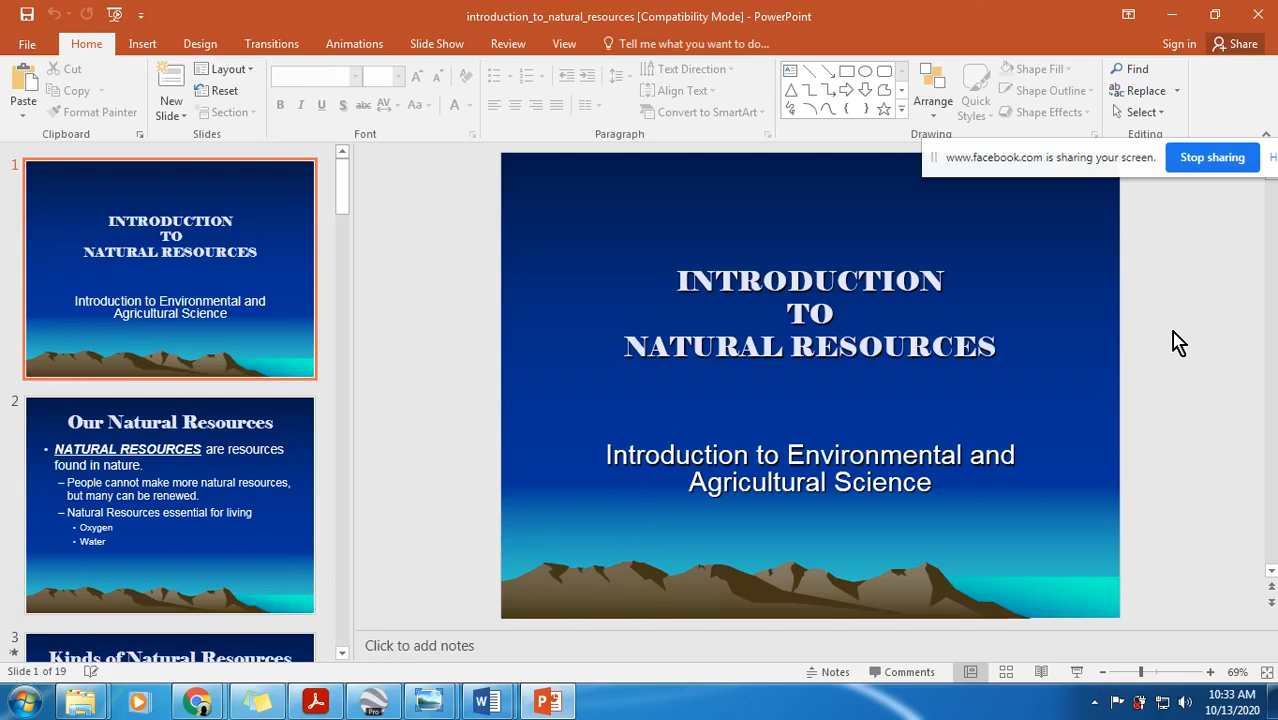 introduction_to_natural_resources [Compatibility Mode] - PowerPoint
File Home Insert Design Transitions Animations Slide Show Review View Tell me what you want to do... Sign in Share
Paste
Cut
Copy
Format Painter
Clipboard
New
Slide
Layout
Reset
Section
Slides
B I U S abc AV Aa A
Font
Text Direction
Align Text
Convert to SmartArt
Paragraph
Arrange
Quick
Styles
Shape Fill
Shape Outline
Shape Effects
Drawing
Find
Replace
Select
Editing
www.facebook.com is sharing your screen. Stop sharing H
1
INTRODUCTION
TO
NATURAL RESOURCES
Introduction to Environmental and
Agricultural Science
2
Our Natural Resources
• NATURAL RESOURCES are resources
found in nature.
– People cannot make more natural resources,
but many can be renewed.
– Natural Resources essential for living
• Oxygen
• Water
3
Kinds of Natural Resources
INTRODUCTION
TO
NATURAL RESOURCES
Introduction to Environmental and
Agricultural Science
Click to add notes
Slide 1 of 19 Notes Comments 69%
Pro
10:33 AM
10/13/2020